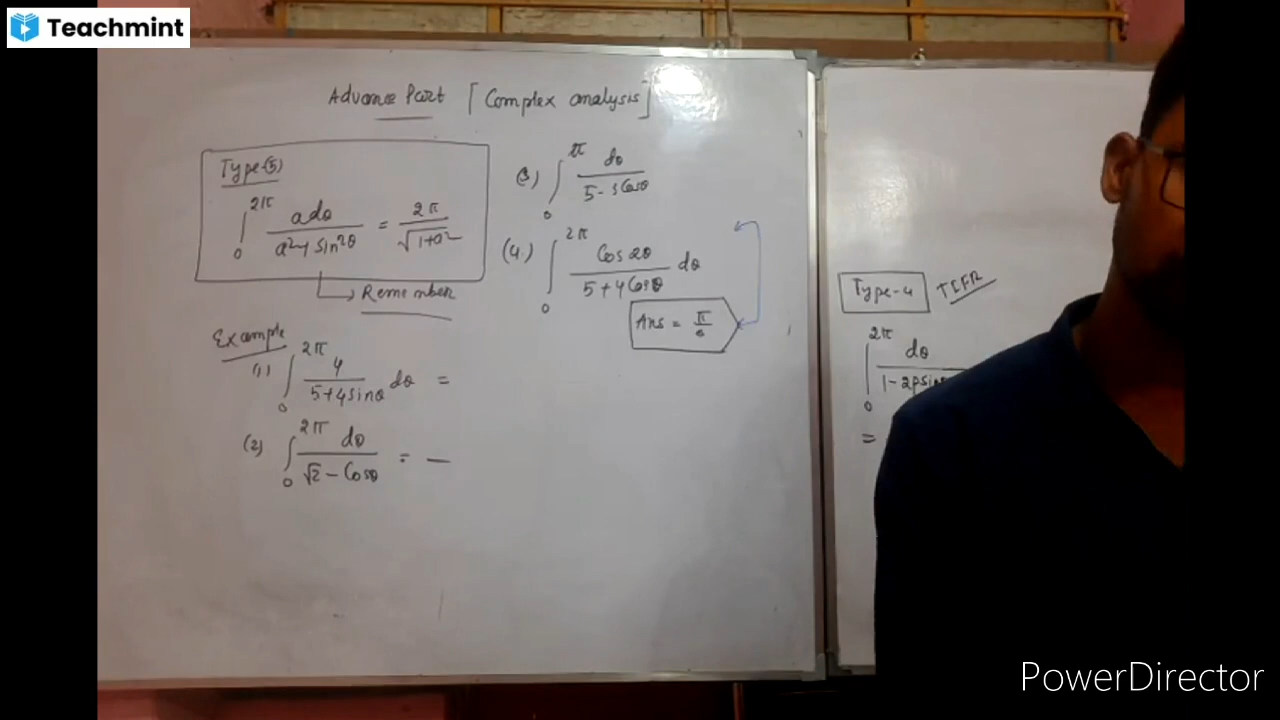 Teachmint
Advance Part [Complex analysis]
Type-(5)
∫₀^2π adθ / a²+sin²θ = 2π / √1+a²
Remember
Example
(1) ∫₀^2π 4 / 5+4sinθ dθ =
(2) ∫₀^2π dθ / √2-Cosθ = —
(3) ∫₀ dθ / 5-3Cosθ
(4.) ∫₀^2π Cos2θ / 5+4Cosθ dθ
Ans = π/6
Type-4 TIFR
∫₀^2π dθ / 1-2psin
=
PowerDirector